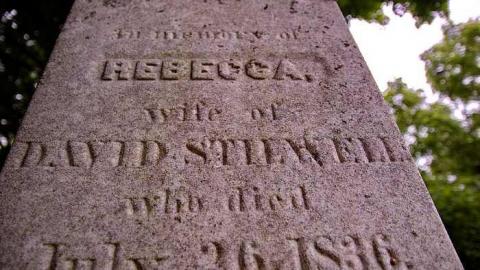 In memory of
REBECCA.
wife of
DAVID STILWELL
who died
July 26 1836.